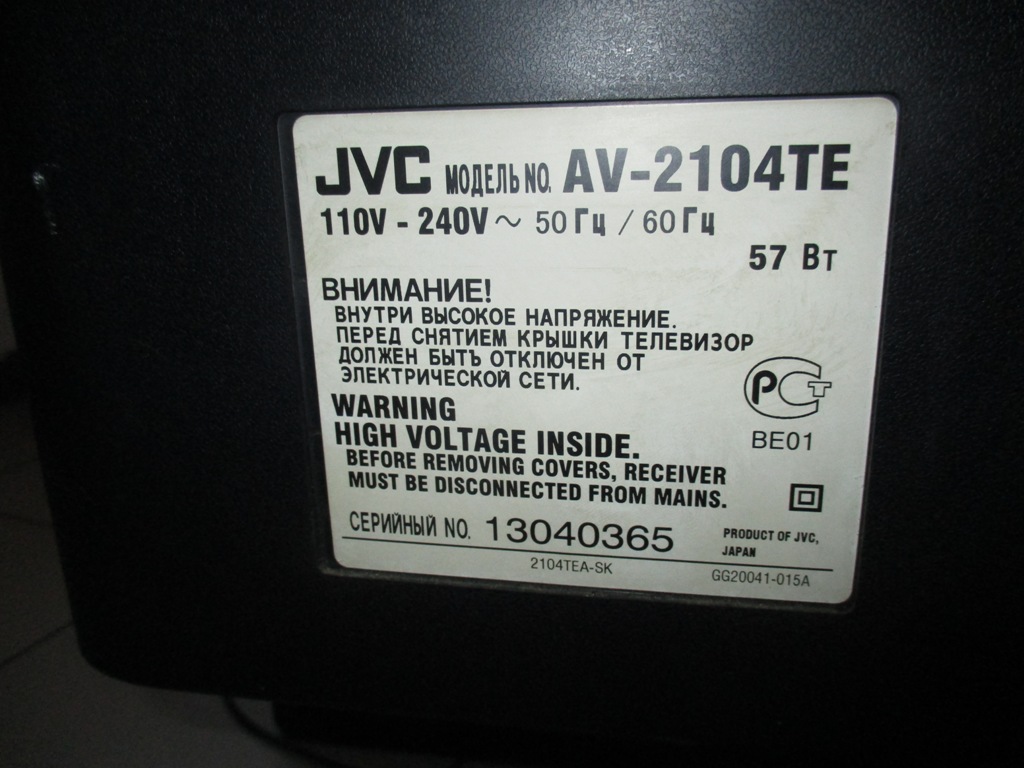 JVC МОДЕЛЬ NO. AV-2104TE
110V - 240V ~ 50 Гц / 60 Гц
57 Вт
ВНИМАНИЕ!
ВНУТРИ ВЫСОКОЕ НАПРЯЖЕНИЕ.
ПЕРЕД СНЯТИЕМ КРЫШКИ ТЕЛЕВИЗОР
ДОЛЖЕН БЫТЬ ОТКЛЮЧЕН ОТ
ЭЛЕКТРИЧЕСКОЙ СЕТИ.
РСТ
BE01
WARNING
HIGH VOLTAGE INSIDE.
BEFORE REMOVING COVERS, RECEIVER
MUST BE DISCONNECTED FROM MAINS.
СЕРИЙНЫЙ NO. 13040365
PRODUCT OF JVC,
JAPAN
2104TEA-SK
GG20041-015A